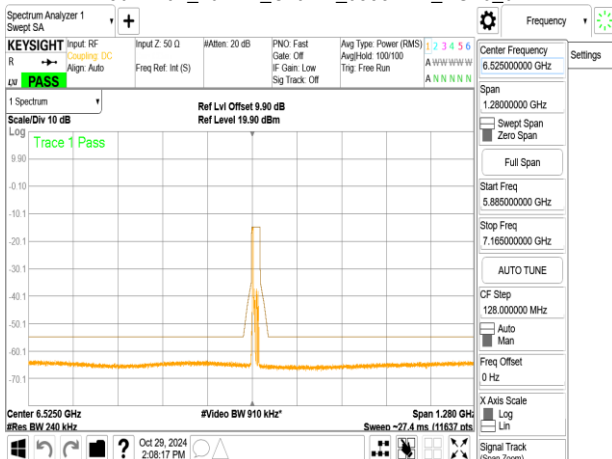 Spectrum Analyzer 1
Swept SA
Frequency
Settings
KEYSIGHT
R
LXI
PASS
Input: RF
Coupling: DC
Align: Auto
Input Z: 50 Ω
Freq Ref: Int (S)
#Atten: 20 dB
PNO: Fast
Gate: Off
IF Gain: Low
Sig Track: Off
Avg Type: Power (RMS)
Avg|Hold: 100/100
Trig: Free Run
1 2 3 4 5 6
A W W W W W
A N N N N N
1 Spectrum
Scale/Div 10 dB
Log
Ref Lvl Offset 9.90 dB
Ref Level 19.90 dBm
Trace 1 Pass
9.90
-0.10
-10.1
-20.1
-30.1
-40.1
-50.1
-60.1
-70.1
Center 6.5250 GHz
#Res BW 240 kHz
#Video BW 910 kHz*
Span 1.280 GHz
Sweep ~27.4 ms (11637 pts
Oct 29, 2024
2:08:17 PM
Center Frequency
6.525000000 GHz
Span
1.28000000 GHz
Swept Span
Zero Span
Full Span
Start Freq
5.885000000 GHz
Stop Freq
7.165000000 GHz
AUTO TUNE
CF Step
128.000000 MHz
Auto
Man
Freq Offset
0 Hz
X Axis Scale
Log
Lin
Signal Track
(Span Zoom)